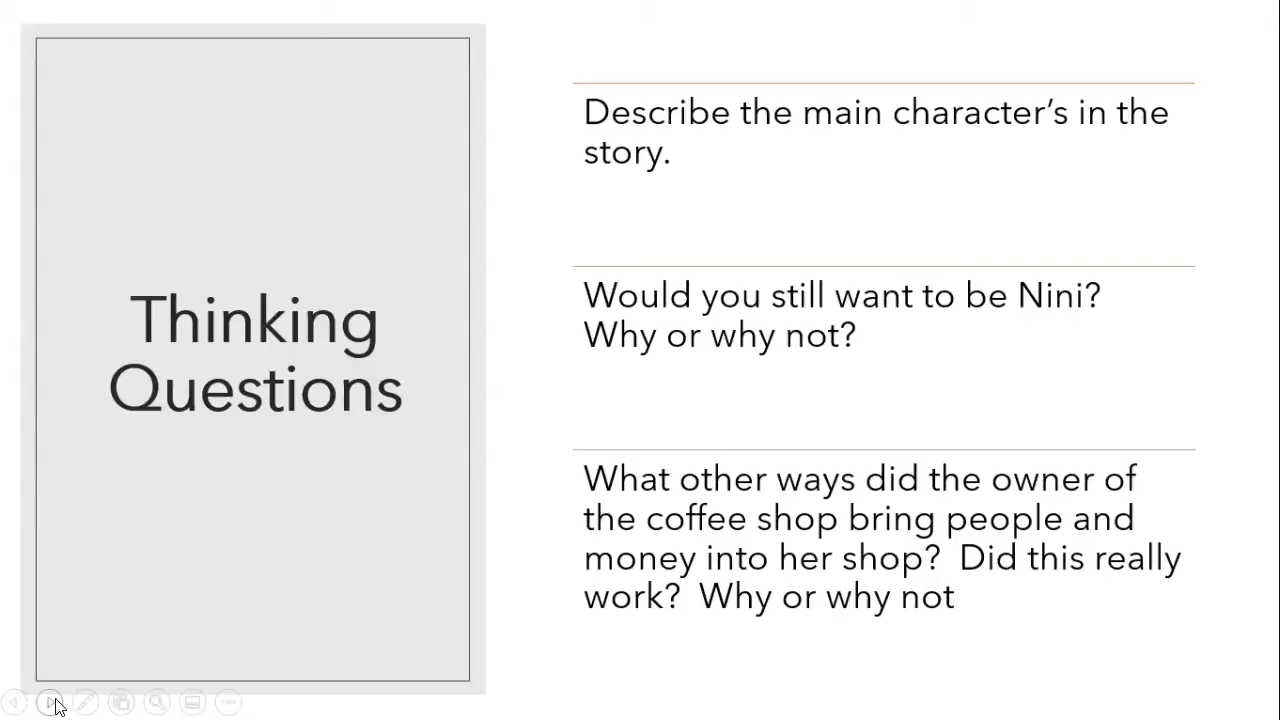 Thinking
Questions
Describe the main character’s in the
story.
Would you still want to be Nini?
Why or why not?
What other ways did the owner of
the coffee shop bring people and
money into her shop?  Did this really
work?  Why or why not